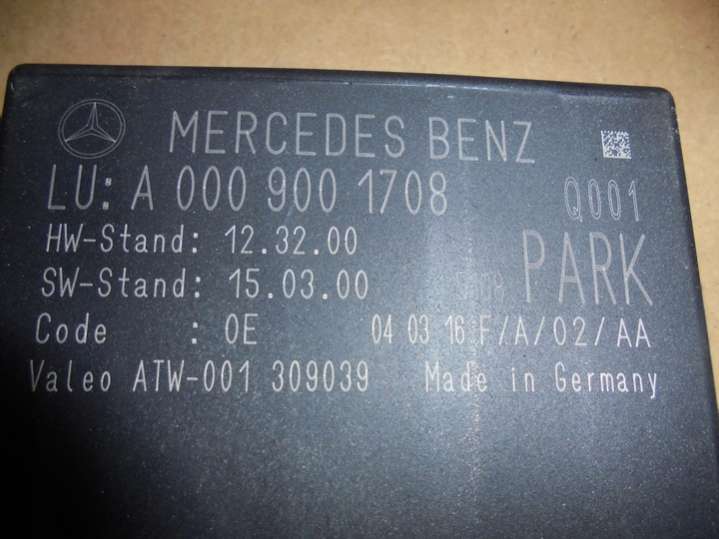 MERCEDES BENZ
LU: A 000 900 1708 Q001
HW-Stand: 12.32.00
SW-Stand: 15.03.00 PARK
Code : 0E 04 03 16 F/A/02/AA
Valeo ATW-001 309039 Made in Germany